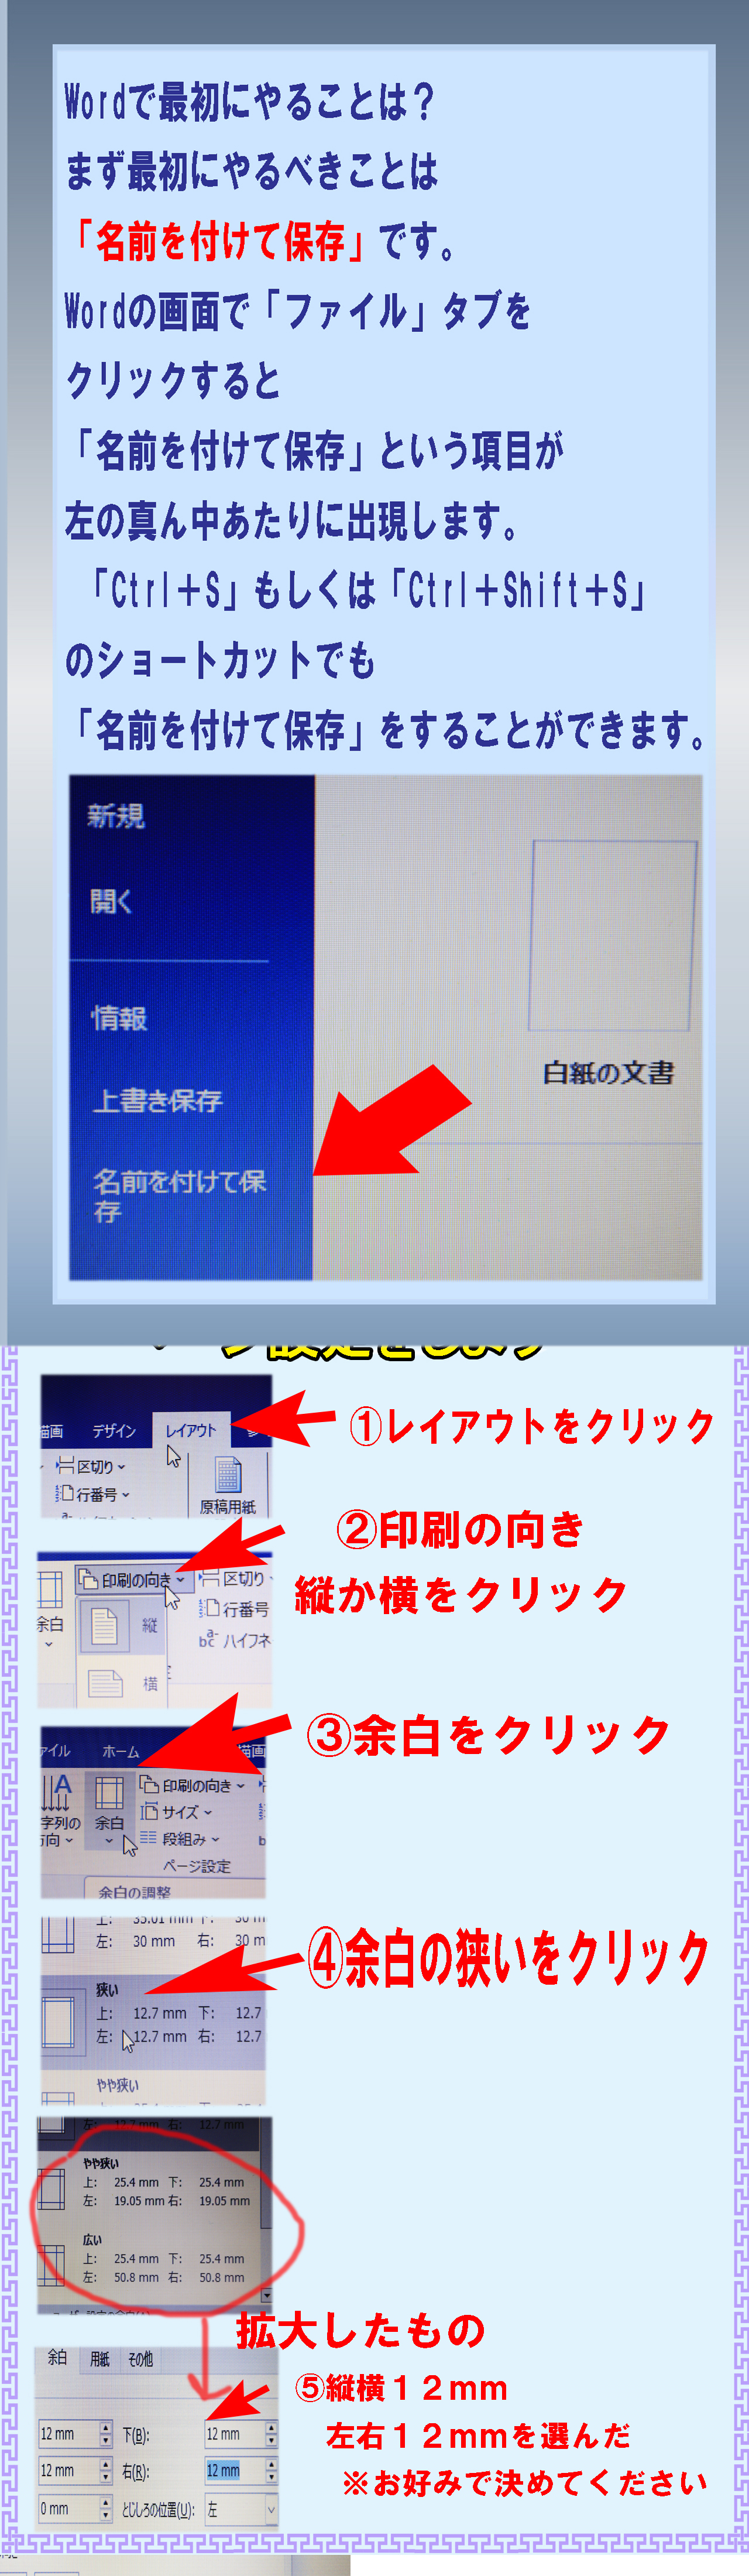 Wordで最初にやることは？
まず最初にやるべきことは
「名前を付けて保存」です。
Wordの画面で「ファイル」タブを
クリックすると
「名前を付けて保存」という項目が
左の真ん中あたりに出現します。
「Ctrl＋S」もしくは「Ctrl＋Shift＋S」
のショートカットでも
「名前を付けて保存」をすることができます。
新規
開く
情報
上書き保存
名前を付けて保
存
白紙の文書
ページ設定をします
描画 デザイン レイアウト
区切り
行番号
原稿用紙
①レイアウトをクリック
②印刷の向き
縦か横をクリック
印刷の向き 区切り
余白 縦 行番号
ハイフネ
横
③余白をクリック
ァイル ホーム 描画
字列の
方向
余白
印刷の向き
サイズ
段組み
ページ設定
余白の調整
④余白の狭いをクリック
上: 35.01 mm 下: 30 m
左: 30 mm 右: 30 m
狭い
上: 12.7 mm 下: 12.7
左: 12.7 mm 右: 12.7
やや狭い
左: 12.7 mm 右: 12.7 mm
やや狭い
上: 25.4 mm 下: 25.4 mm
左: 19.05 mm 右: 19.05 mm
広い
上: 25.4 mm 下: 25.4 mm
左: 50.8 mm 右: 50.8 mm
拡大したもの
余白 用紙 その他
12 mm 下(B): 12 mm
12 mm 右(R): 12 mm
0 mm とじしろの位置(U): 左
⑤縦横１２ｍｍ
左右１２ｍｍを選んだ
※お好みで決めてください